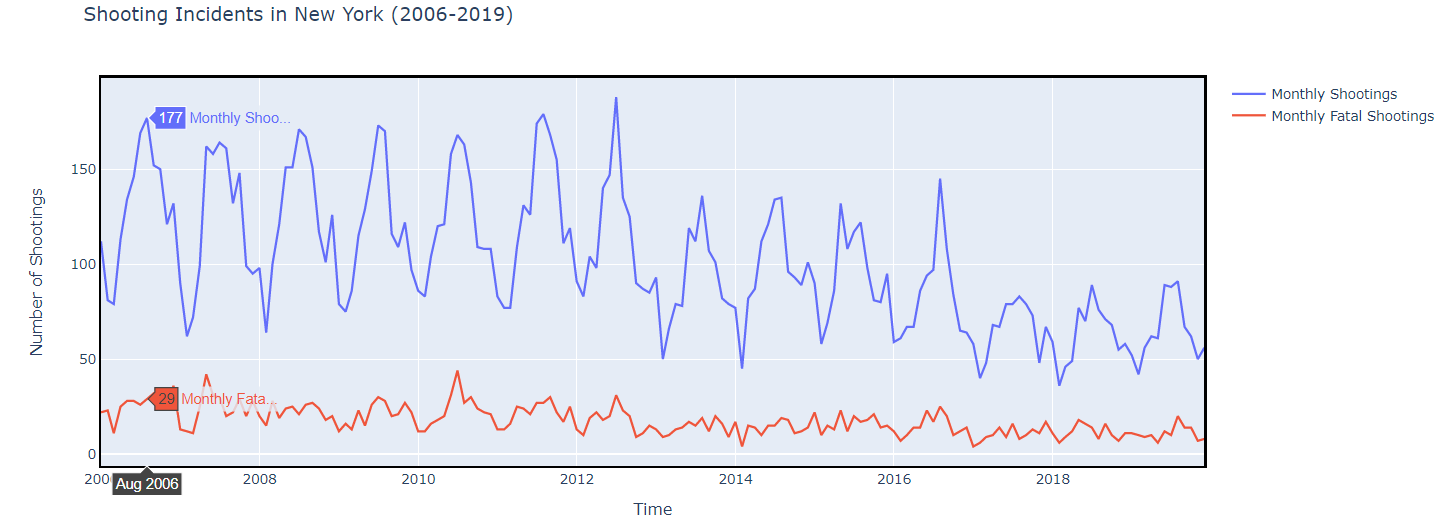 Shooting Incidents in New York (2006-2019)
Monthly Shootings
Monthly Fatal Shootings
177 Monthly Shoo...
150
100
50
0
29 Monthly Fata...
Number of Shootings
200
Aug 2006
2008
2010
2012
2014
2016
2018
Time